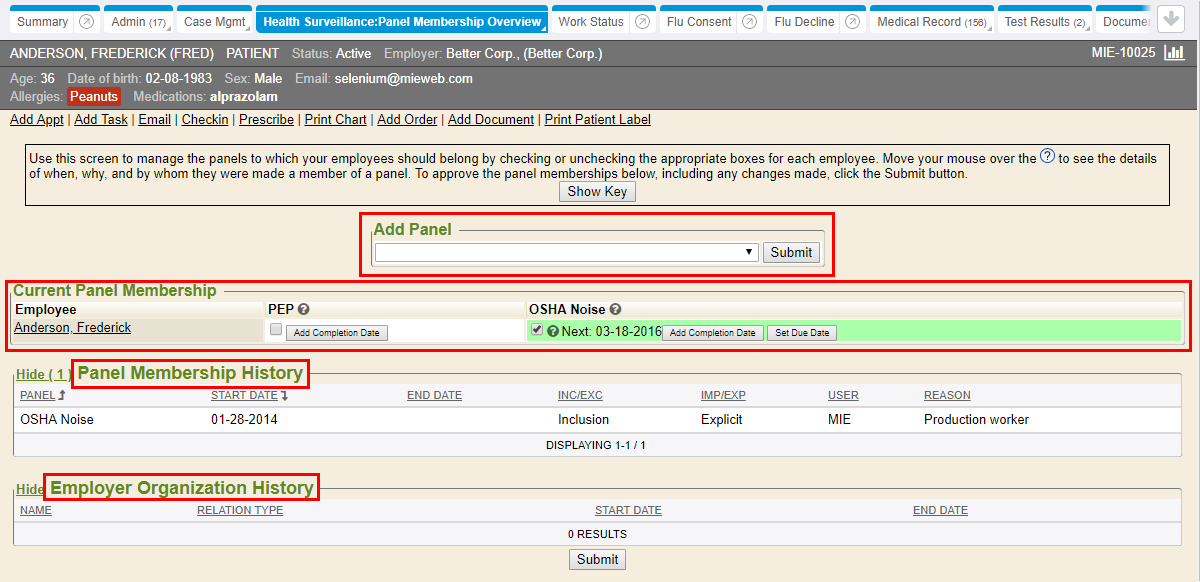 Summary Admin (17) Case Mgmt Health Surveillance:Panel Membership Overview Work Status Flu Consent Flu Decline Medical Record (156) Test Results (2) Documer
ANDERSON, FREDERICK (FRED) PATIENT Status: Active Employer: Better Corp., (Better Corp.) MIE-10025
Age: 36 Date of birth: 02-08-1983 Sex: Male Email: selenium@mieweb.com
Allergies: Peanuts Medications: alprazolam
Add Appt | Add Task | Email | Checkin | Prescribe | Print Chart | Add Order | Add Document | Print Patient Label
Use this screen to manage the panels to which your employees should belong by checking or unchecking the appropriate boxes for each employee. Move your mouse over the ? to see the details
of when, why, and by whom they were made a member of a panel. To approve the panel memberships below, including any changes made, click the Submit button.
Show Key
Add Panel
Submit
Current Panel Membership
Employee PEP ? OSHA Noise ?
Anderson, Frederick Add Completion Date ? Next: 03-18-2016 Add Completion Date Set Due Date
Hide ( 1 ) Panel Membership History
PANEL START DATE END DATE INC/EXC IMP/EXP USER REASON
OSHA Noise 01-28-2014 Inclusion Explicit MIE Production worker
DISPLAYING 1-1 / 1
Hide Employer Organization History
NAME RELATION TYPE START DATE END DATE
0 RESULTS
Submit